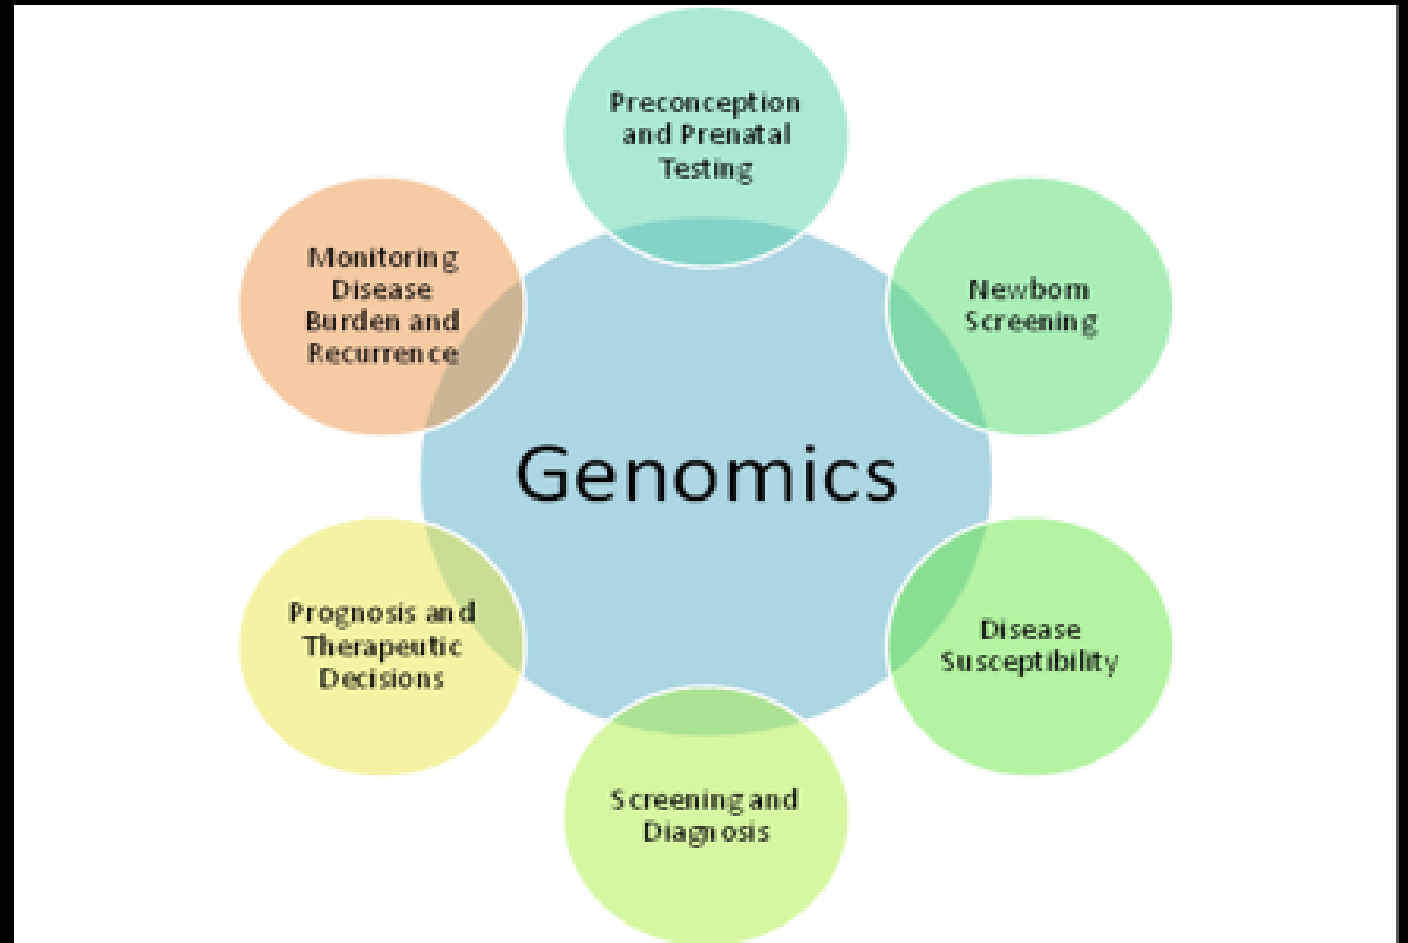 Preconception
and Prenatal
Testing
Monitoring
Disease
Burden and
Recurrence
Newborn
Screening
Genomics
Prognosis and
Therapeutic
Decisions
Disease
Susceptibility
Screening and
Diagnosis